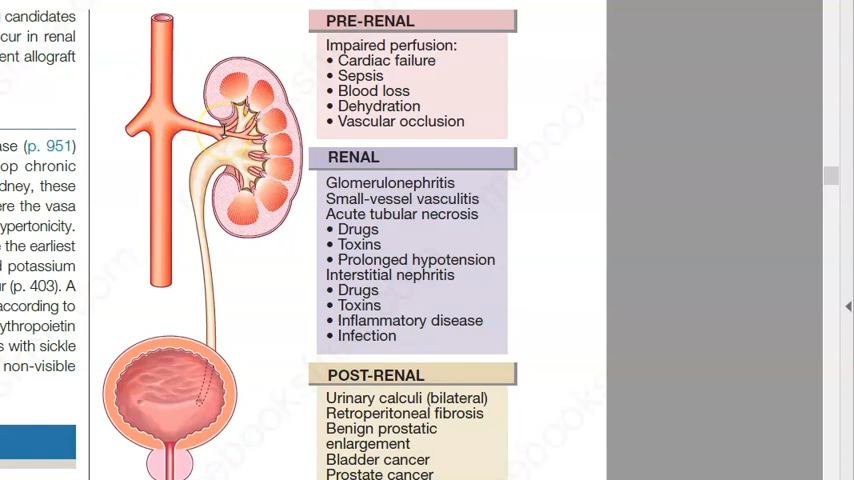 candidates
cur in renal
ent allograft
ase (p. 951)
op chronic
dney, these
ere the vasa
ypertonicity.
e the earliest
d potassium
ur (p. 403). A
according to
ythropoietin
s with sickle
non-visible
PRE-RENAL
Impaired perfusion:
• Cardiac failure
• Sepsis
• Blood loss
• Dehydration
• Vascular occlusion
RENAL
Glomerulonephritis
Small-vessel vasculitis
Acute tubular necrosis
• Drugs
• Toxins
• Prolonged hypotension
Interstitial nephritis
• Drugs
• Toxins
• Inflammatory disease
• Infection
POST-RENAL
Urinary calculi (bilateral)
Retroperitoneal fibrosis
Benign prostatic
enlargement
Bladder cancer
Prostate cancer